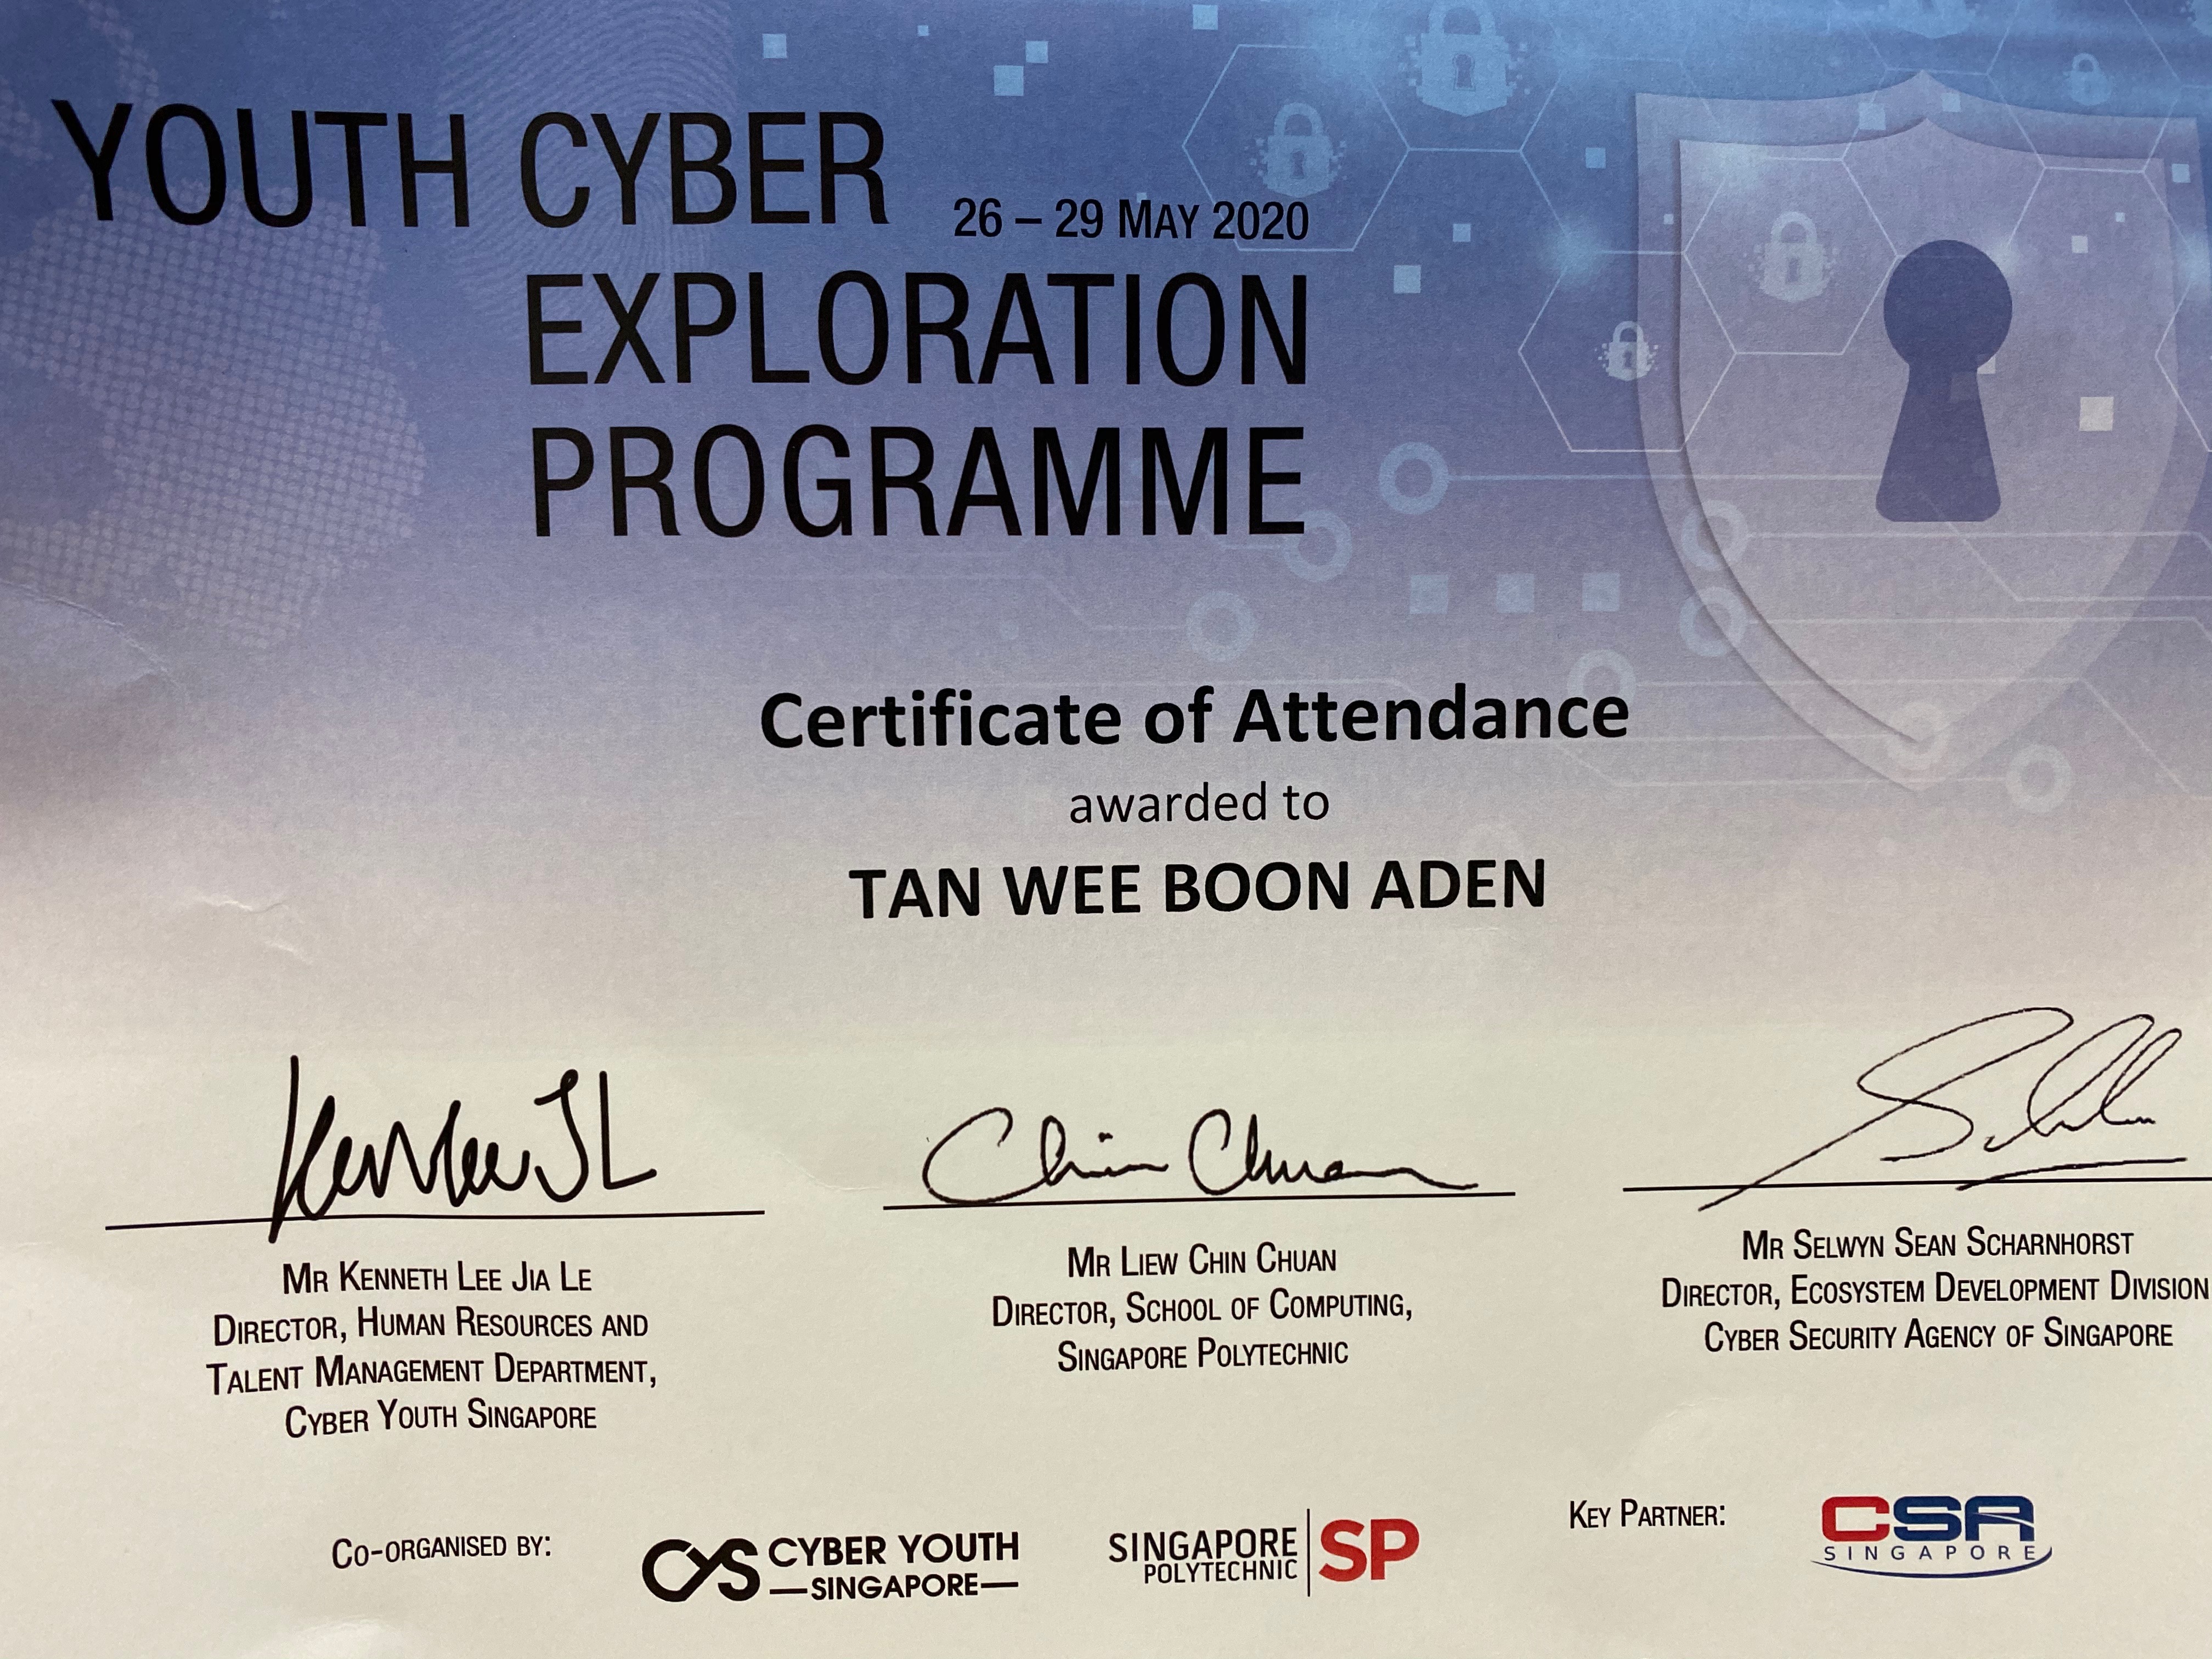 YOUTH CYBER
26 – 29 MAY 2020
EXPLORATION
PROGRAMME
Certificate of Attendance
awarded to
TAN WEE BOON ADEN
Kenneth JL
Chin Chuan
MR KENNETH LEE JIA LE
DIRECTOR, HUMAN RESOURCES AND
TALENT MANAGEMENT DEPARTMENT,
CYBER YOUTH SINGAPORE
MR LIEW CHIN CHUAN
DIRECTOR, SCHOOL OF COMPUTING,
SINGAPORE POLYTECHNIC
MR SELWYN SEAN SCHARNHORST
DIRECTOR, ECOSYSTEM DEVELOPMENT DIVISION
CYBER SECURITY AGENCY OF SINGAPORE
CO-ORGANISED BY:
CYS CYBER YOUTH
SINGAPORE
SINGAPORE
POLYTECHNIC
SP
KEY PARTNER:
CSA
SINGAPORE